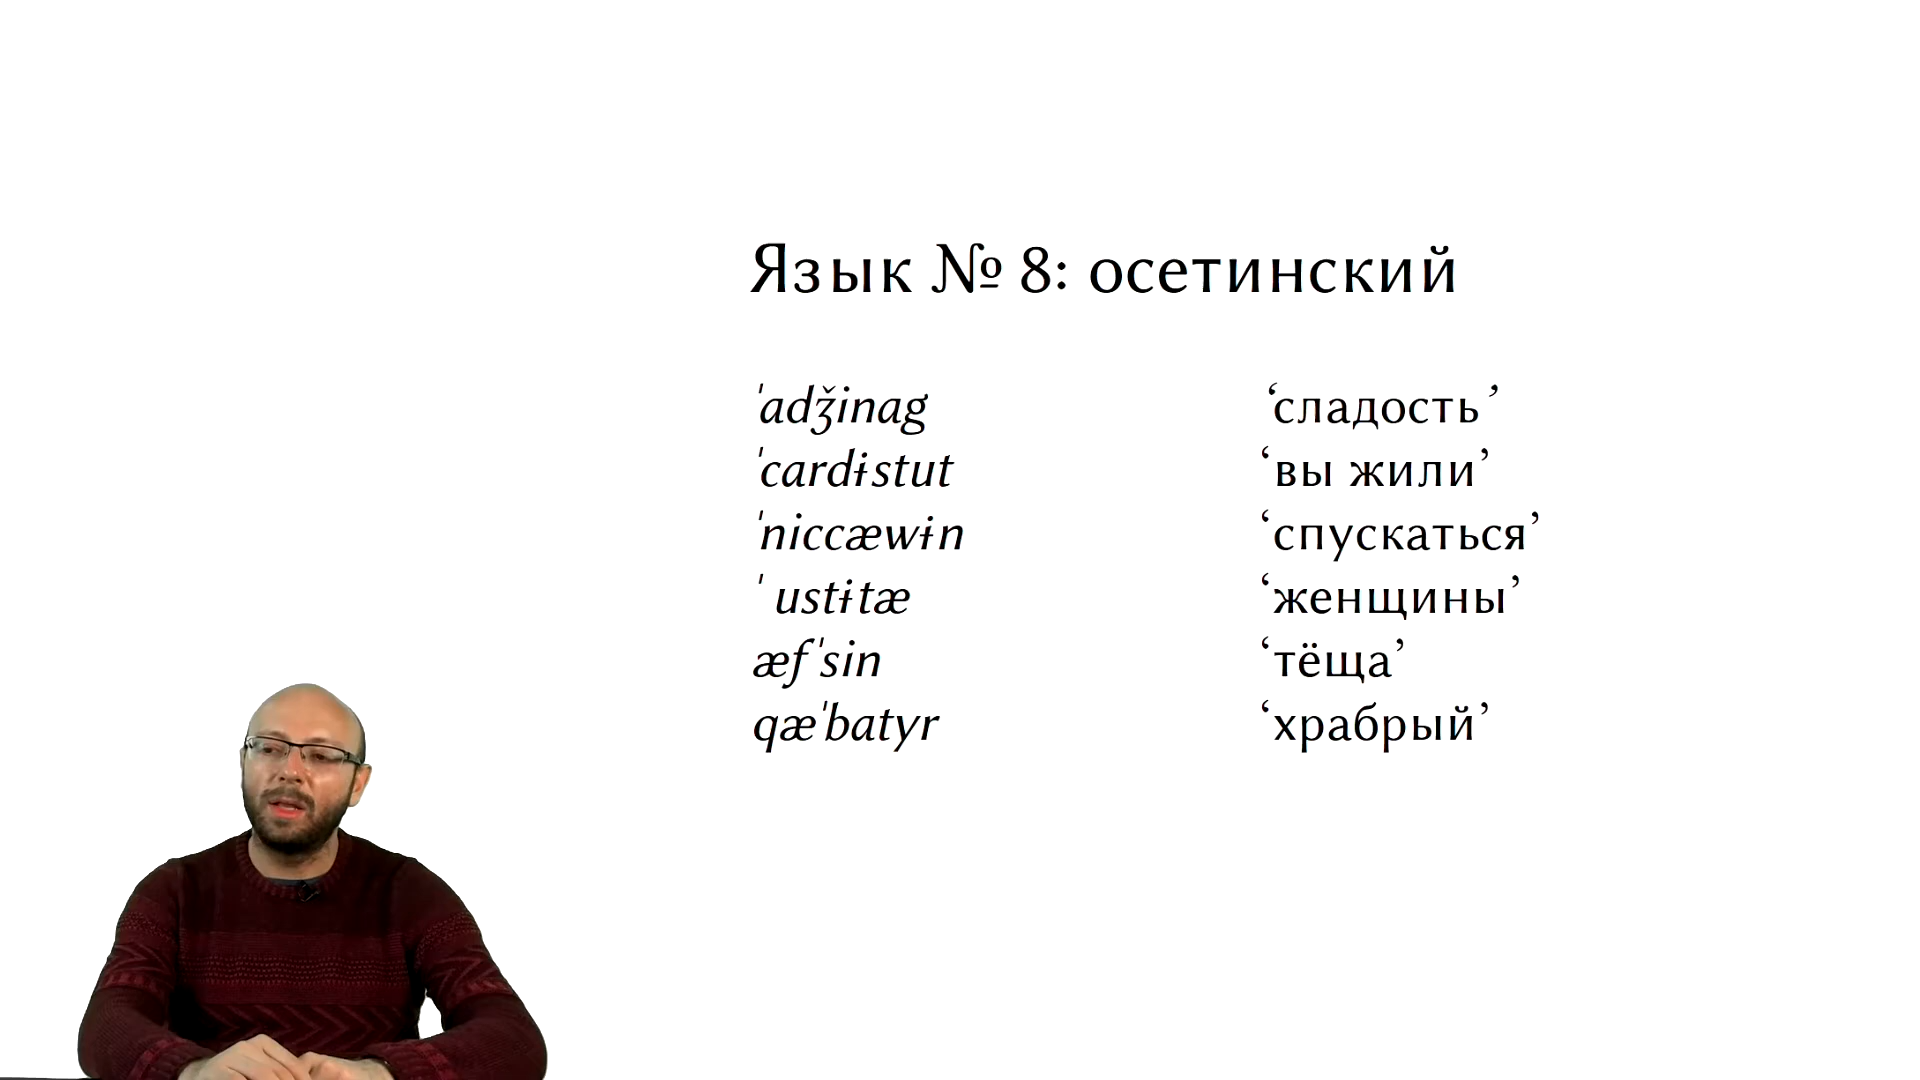 Язык № 8: осетинский
ˈadǯinag ‘сладость’
ˈcardɨstut ‘вы жили’
ˈniccæwɨn ‘спускаться’
ˈ ustɨtæ ‘женщины’
æfˈsin ‘тёща’
qæˈbatyr ‘храбрый’